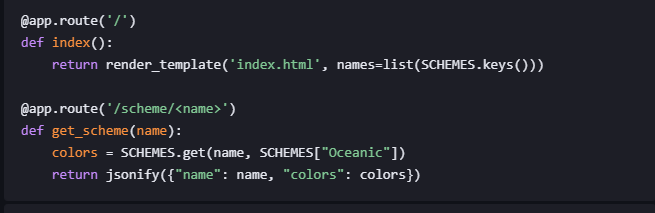 @app.route('/')
def index():
    return render_template('index.html', names=list(SCHEMES.keys()))

@app.route('/scheme/<name>')
def get_scheme(name):
    colors = SCHEMES.get(name, SCHEMES["Oceanic"])
    return jsonify({"name": name, "colors": colors})